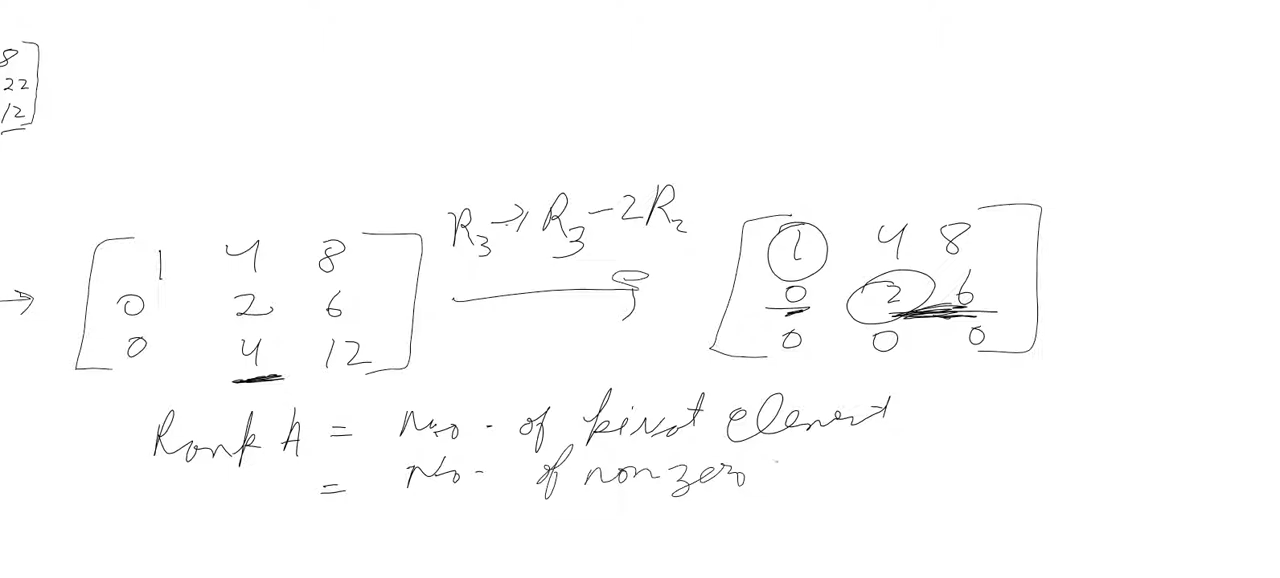 8
22
12
R3 → R3 - 2R2
→ [ 1 4 8 [ 1 4 8
0 2 6 0 2 6
0 4 12 ] 0 0 0 ]
Rank A = No. of pivot element
= No. of nonzero